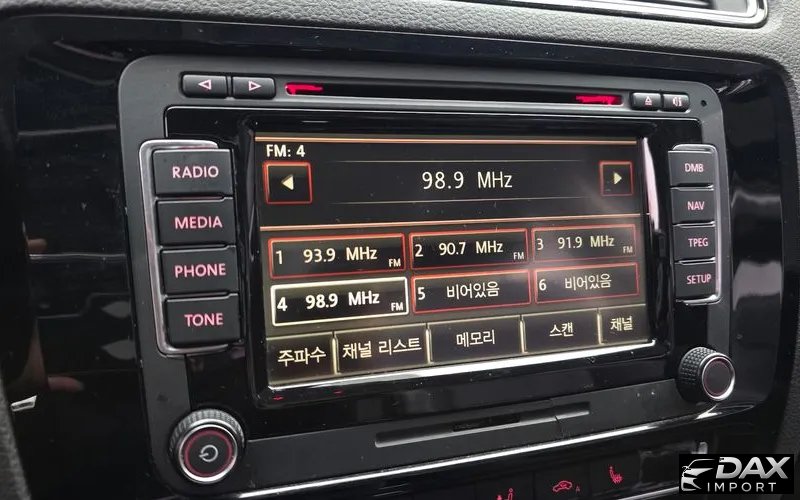 FM: 4
98.9 MHz
1 93.9 MHz FM
2 90.7 MHz FM
3 91.9 MHz FM
4 98.9 MHz FM
5 비어있음
6 비어있음
주파수
채널 리스트
메모리
스캔
채널
RADIO
MEDIA
PHONE
TONE
DMB
NAV
TPEG
SETUP
A
DAX
IMPORT